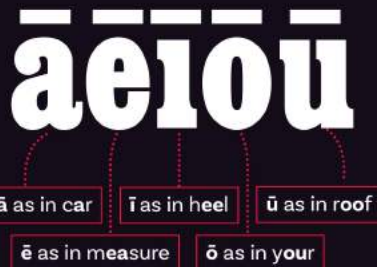 āēīōū
ā as in car
ī as in heel
ū as in roof
ē as in measure
ō as in your